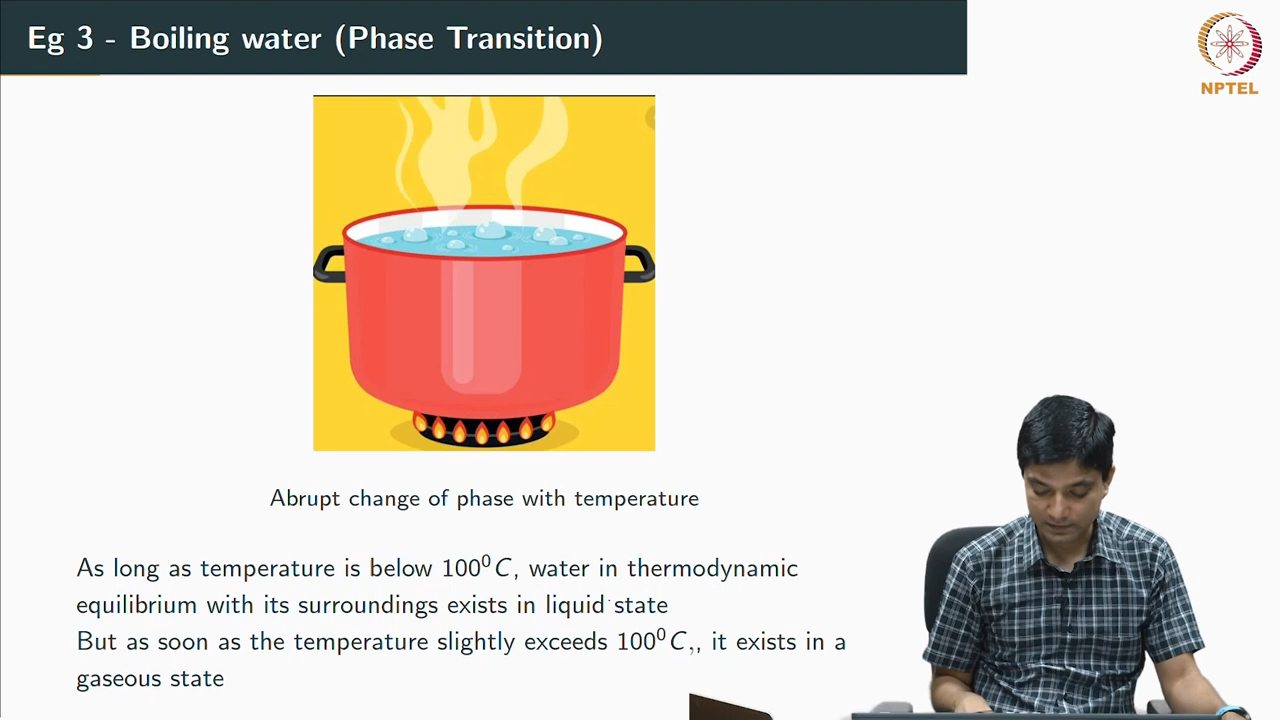 Eg 3 - Boiling water (Phase Transition)
NPTEL
Abrupt change of phase with temperature
As long as temperature is below 100⁰C, water in thermodynamic
equilibrium with its surroundings exists in liquid state
But as soon as the temperature slightly exceeds 100⁰C,, it exists in a
gaseous state